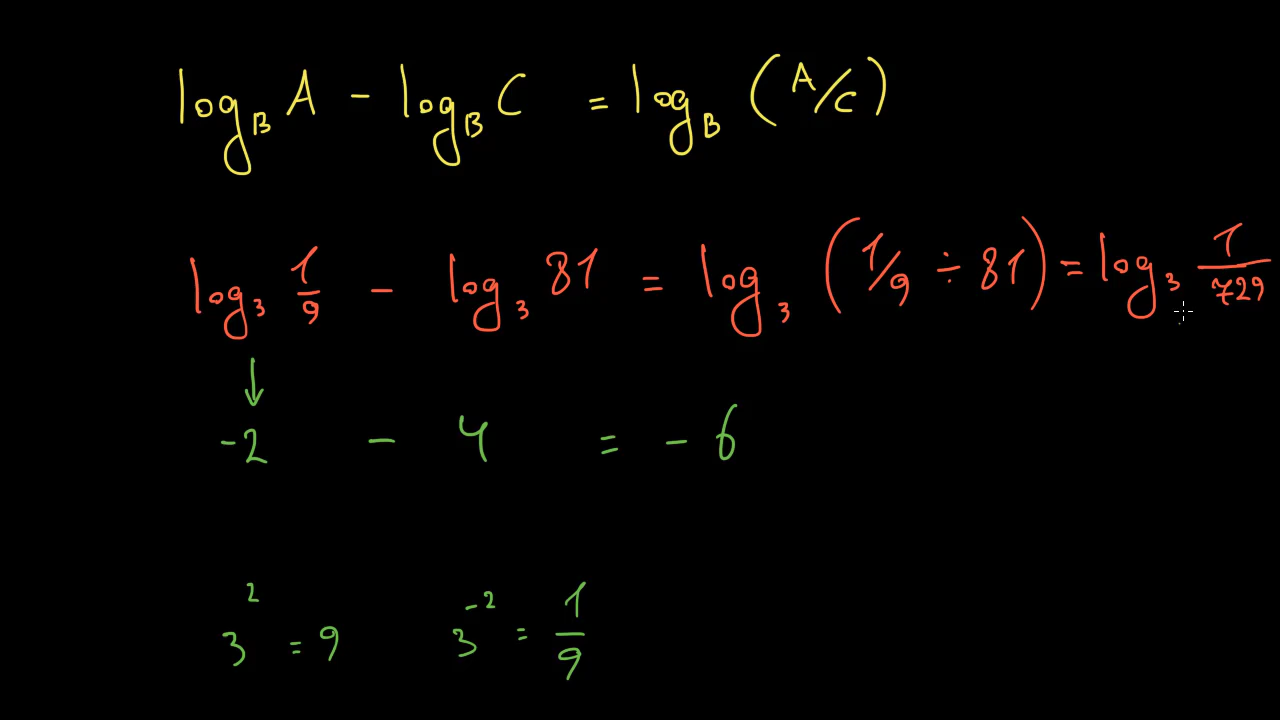 log_B A - log_B C = log_B (A/C)
log_3 1/9 - log_3 81 = log_3 (1/9 ÷ 81) = log_3 1/729
↓
-2 - 4 = -6
3^2 = 9 3^-2 = 1/9